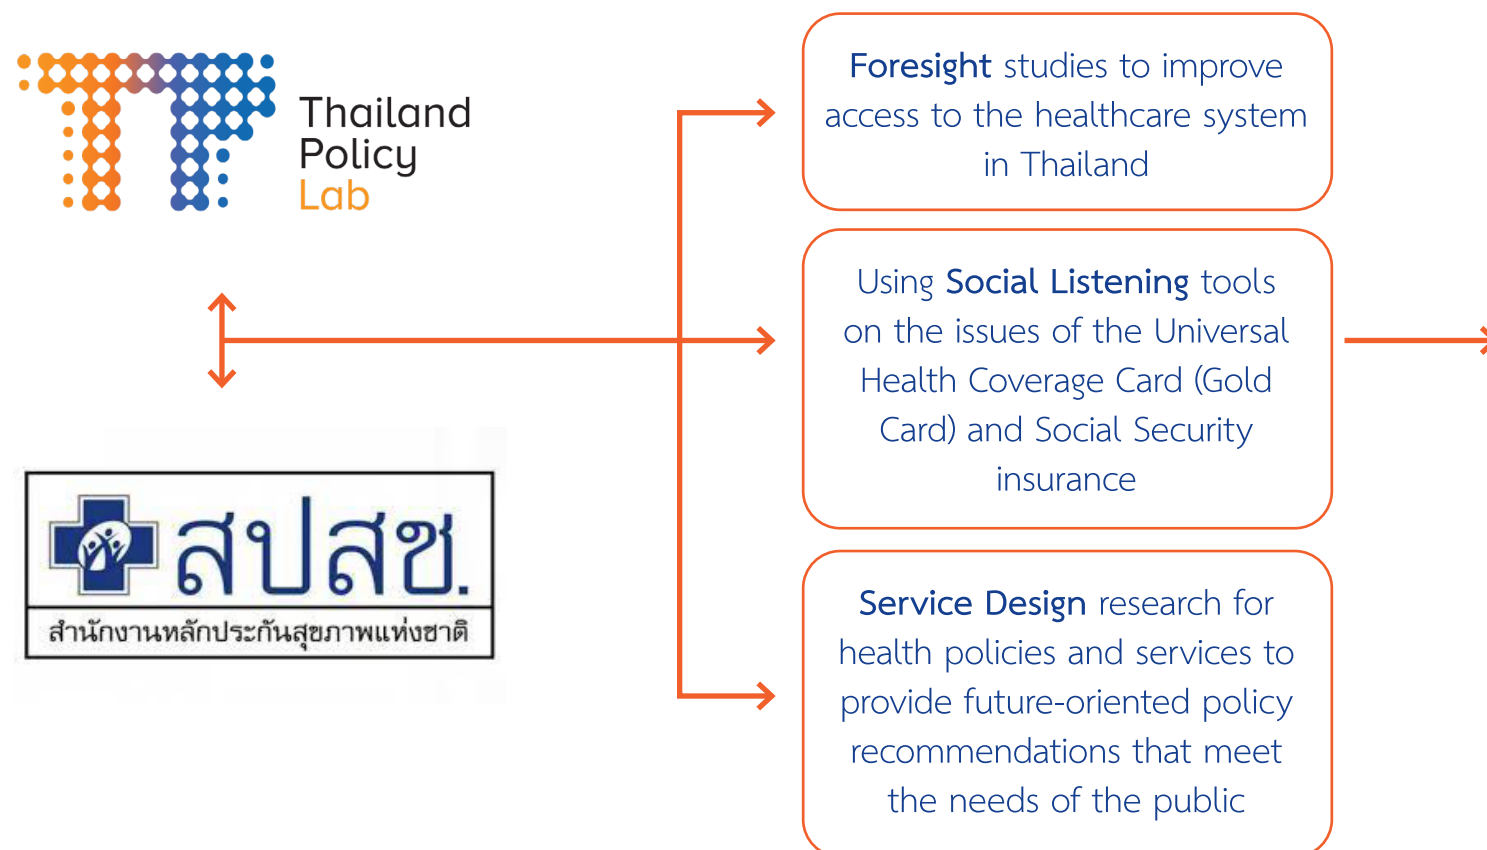 Thailand
Policy
Lab
สปสช.
สำนักงานหลักประกันสุขภาพแห่งชาติ
Foresight studies to improve
access to the healthcare system
in Thailand
Using Social Listening tools
on the issues of the Universal
Health Coverage Card (Gold
Card) and Social Security
insurance
Service Design research for
health policies and services to
provide future-oriented policy
recommendations that meet
the needs of the public